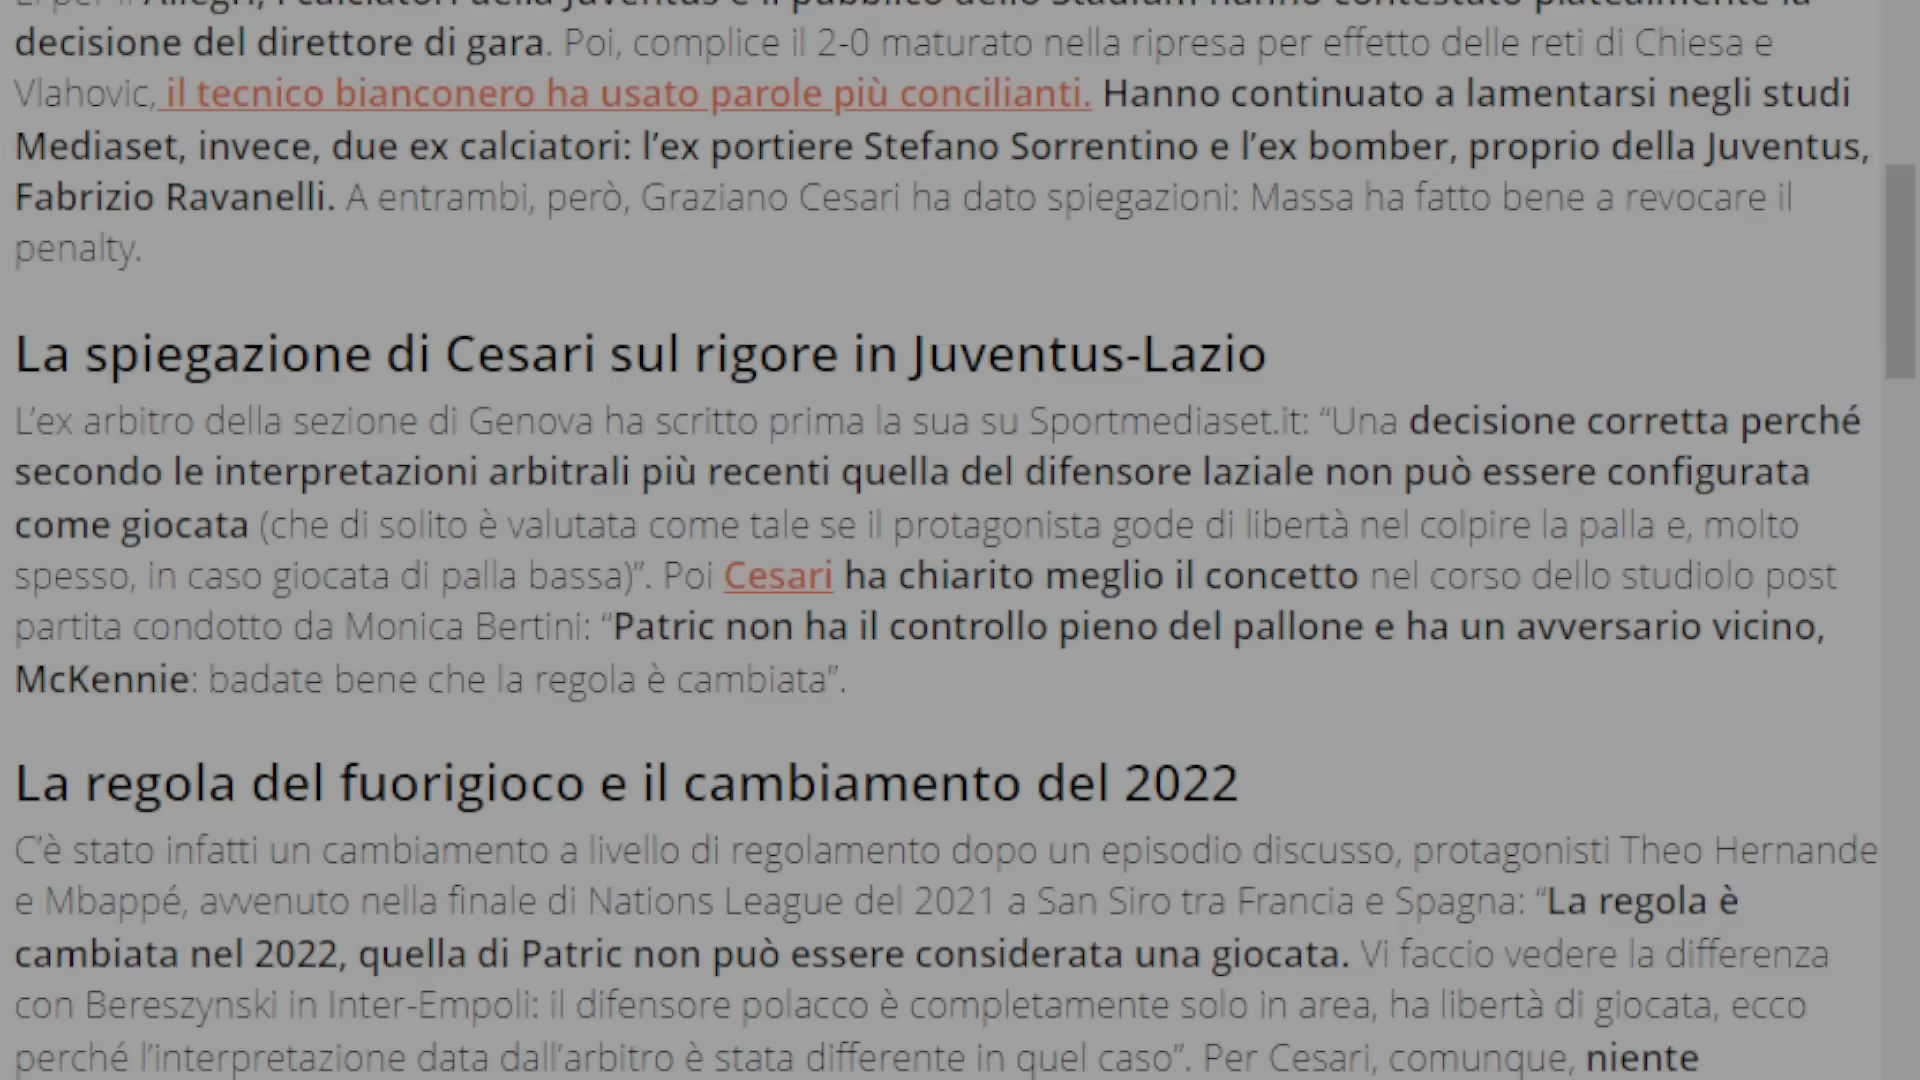 decisione del direttore di gara. Poi, complice il 2-0 maturato nella ripresa per effetto delle reti di Chiesa e
Vlahovic, il tecnico bianconero ha usato parole più concilianti. Hanno continuato a lamentarsi negli studi
Mediaset, invece, due ex calciatori: l’ex portiere Stefano Sorrentino e l’ex bomber, proprio della Juventus,
Fabrizio Ravanelli. A entrambi, però, Graziano Cesari ha dato spiegazioni: Massa ha fatto bene a revocare il
penalty.
La spiegazione di Cesari sul rigore in Juventus-Lazio
L’ex arbitro della sezione di Genova ha scritto prima la sua su Sportmediaset.it: “Una decisione corretta perché
secondo le interpretazioni arbitrali più recenti quella del difensore laziale non può essere configurata
come giocata (che di solito è valutata come tale se il protagonista gode di libertà nel colpire la palla e, molto
spesso, in caso giocata di palla bassa)”. Poi Cesari ha chiarito meglio il concetto nel corso dello studiolo post
partita condotto da Monica Bertini: “Patric non ha il controllo pieno del pallone e ha un avversario vicino,
McKennie: badate bene che la regola è cambiata”.
La regola del fuorigioco e il cambiamento del 2022
C’è stato infatti un cambiamento a livello di regolamento dopo un episodio discusso, protagonisti Theo Hernande
e Mbappé, avvenuto nella finale di Nations League del 2021 a San Siro tra Francia e Spagna: “La regola è
cambiata nel 2022, quella di Patric non può essere considerata una giocata. Vi faccio vedere la differenza
con Bereszynski in Inter-Empoli: il difensore polacco è completamente solo in area, ha libertà di giocata, ecco
perché l’interpretazione data dall’arbitro è stata differente in quel caso”. Per Cesari, comunque, niente